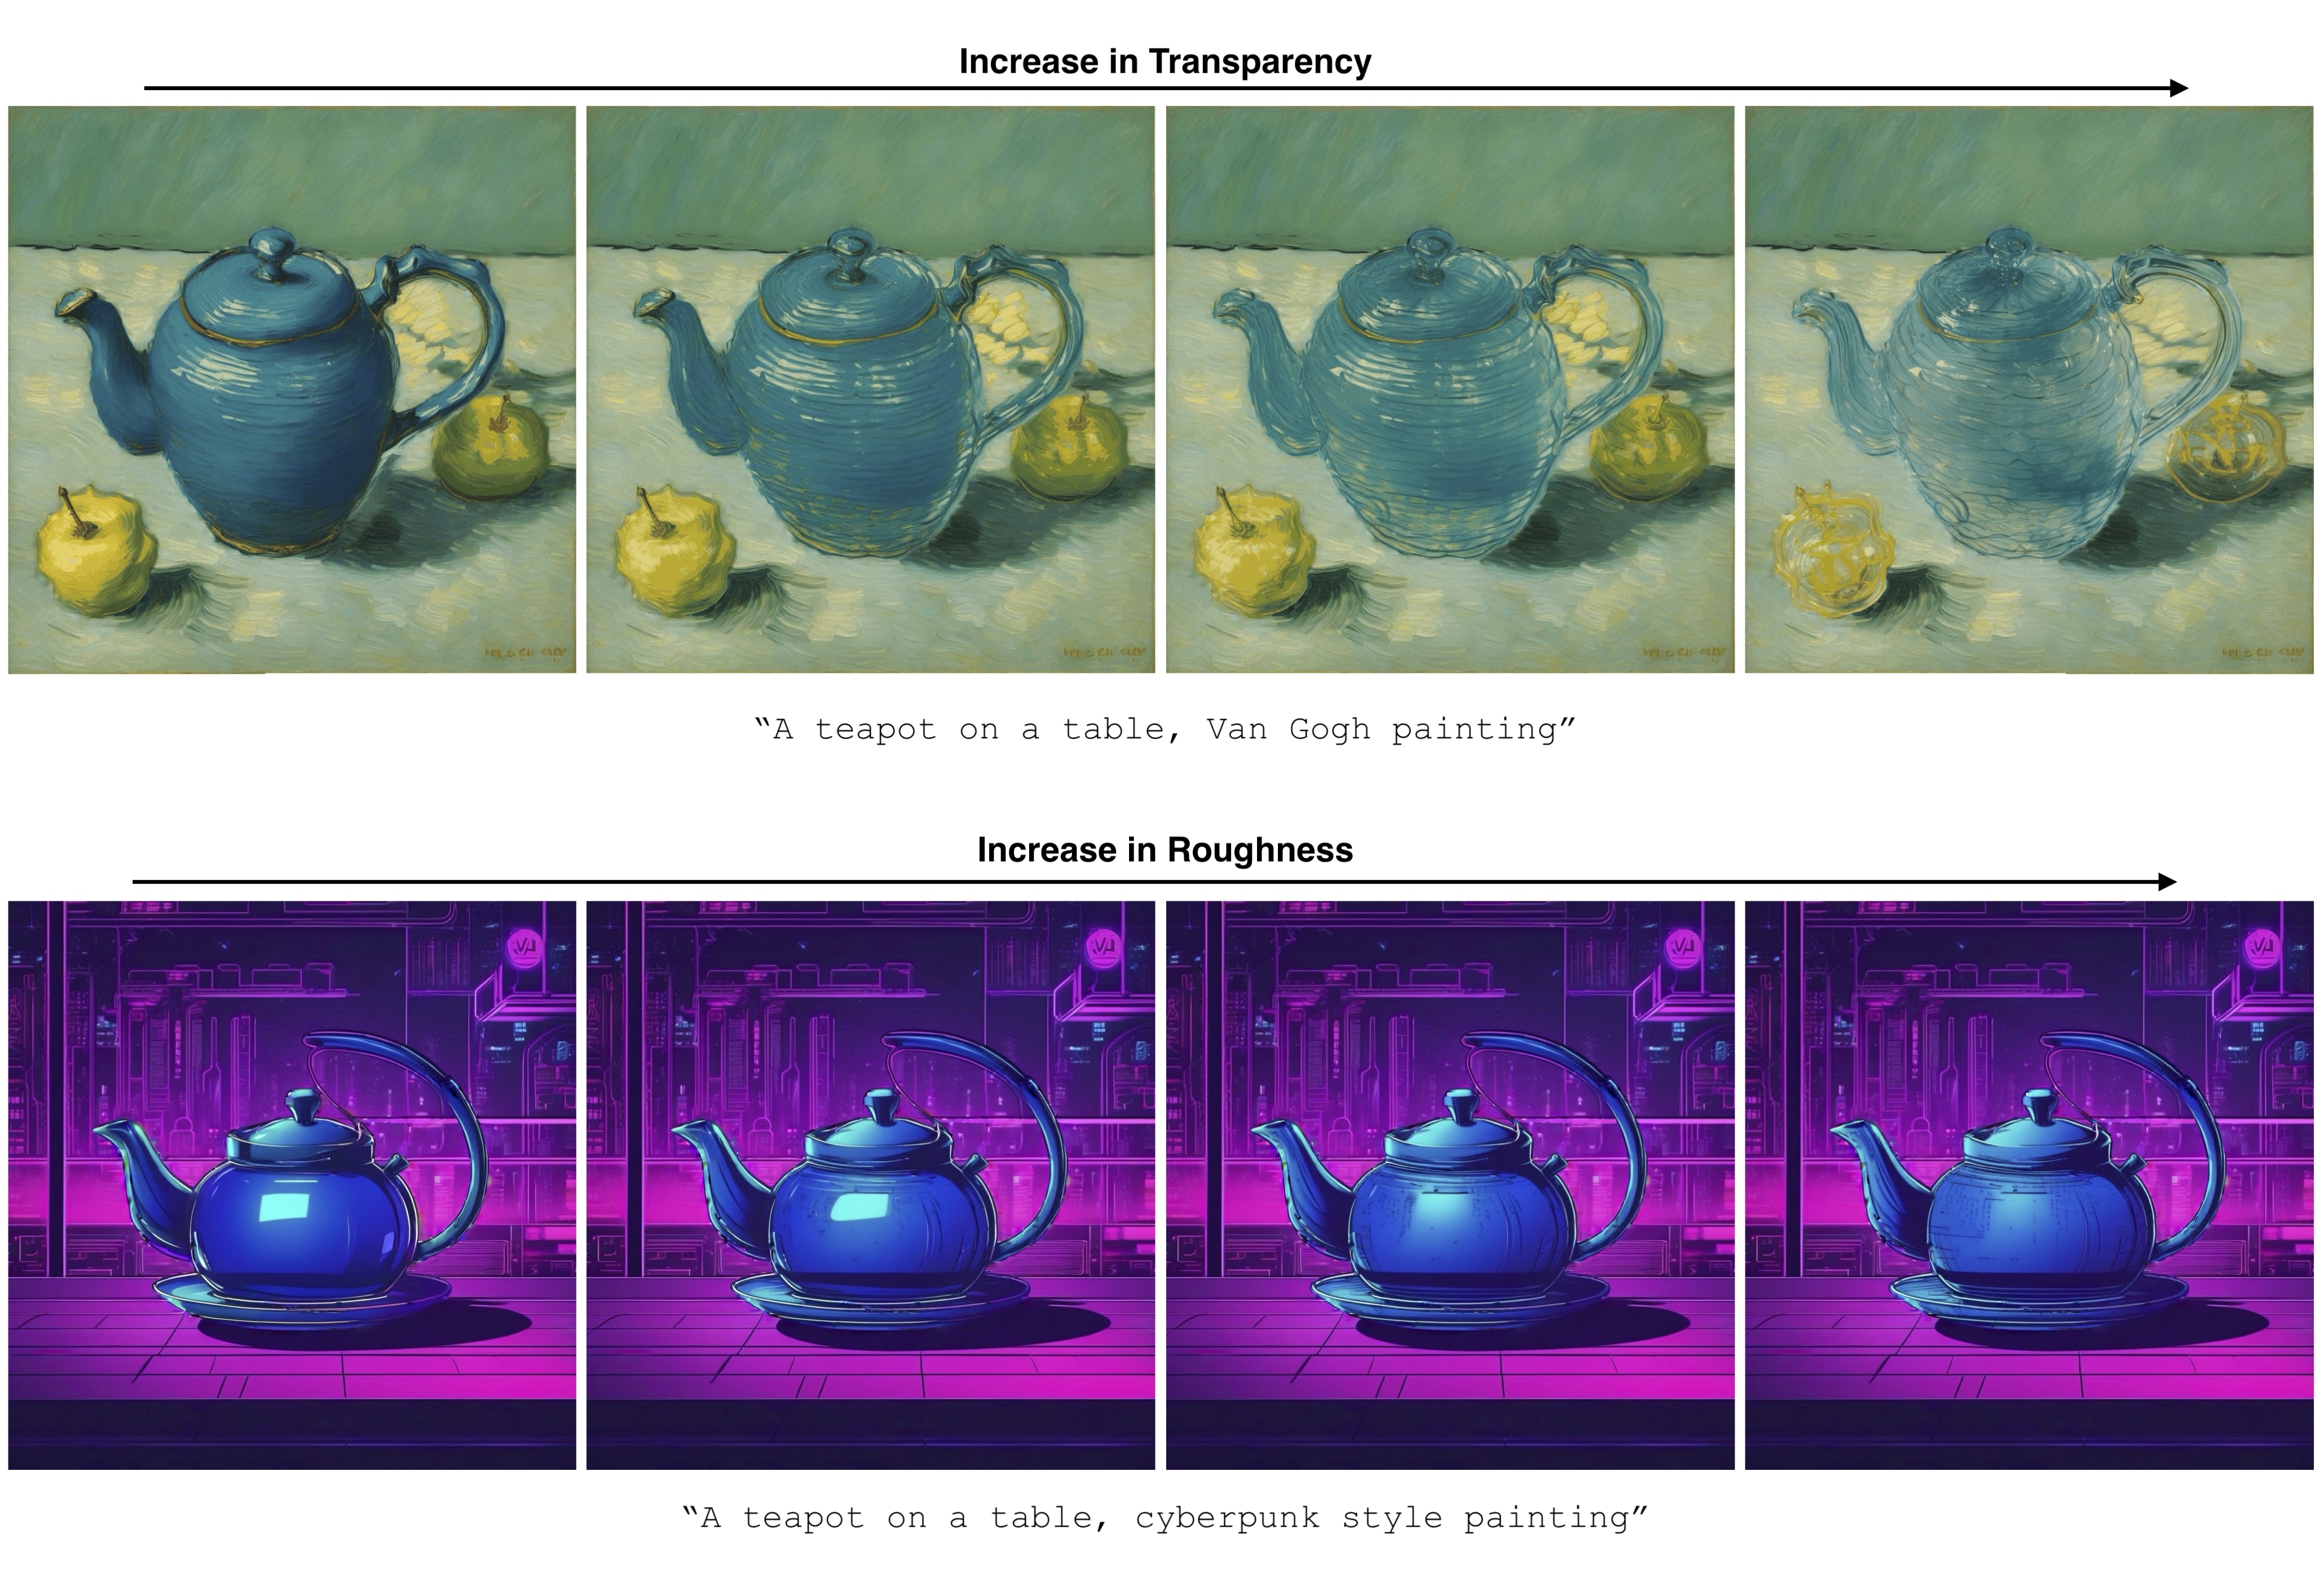 Increase in Transparency
“A teapot on a table, Van Gogh painting”
Increase in Roughness
“A teapot on a table, cyberpunk style painting”